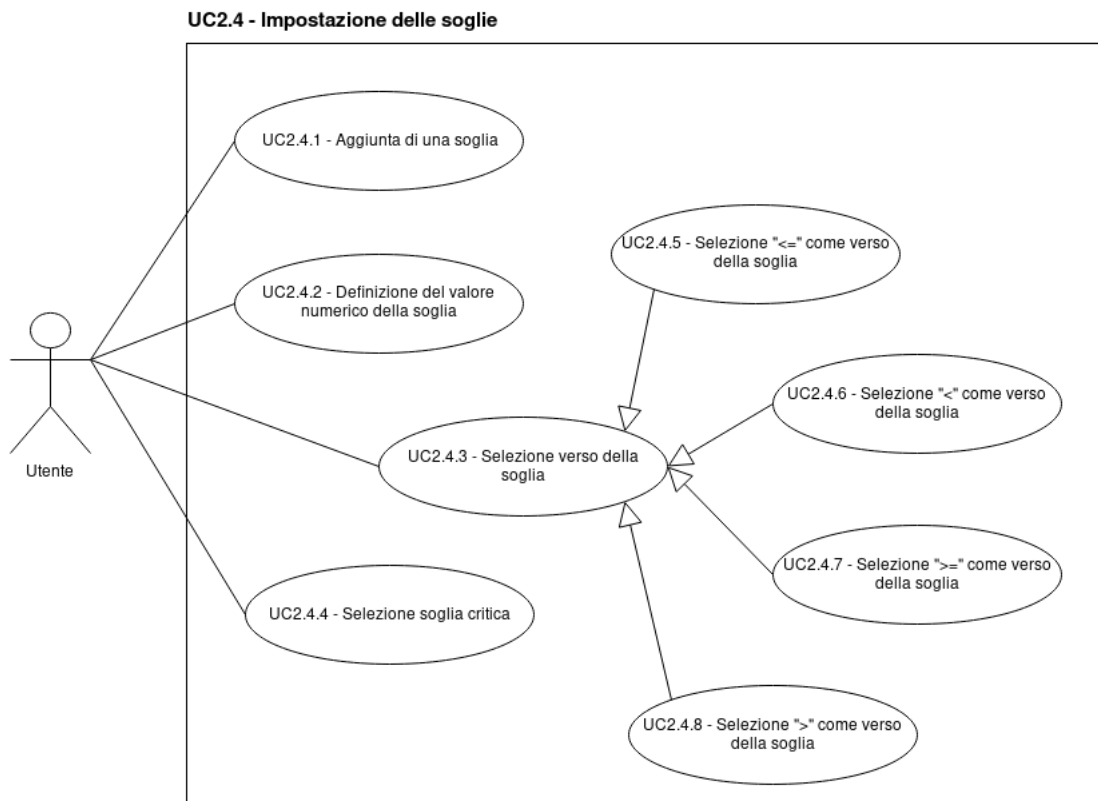 UC2.4 - Impostazione delle soglie
UC2.4.1 - Aggiunta di una soglia
UC2.4.5 - Selezione "<=" come verso
della soglia
UC2.4.2 - Definizione del valore
numerico della soglia
UC2.4.6 - Selezione "<" come verso
della soglia
UC2.4.3 - Selezione verso della
soglia
Utente
UC2.4.7 - Selezione ">=" come verso
della soglia
UC2.4.4 - Selezione soglia critica
UC2.4.8 - Selezione ">" come verso
della soglia